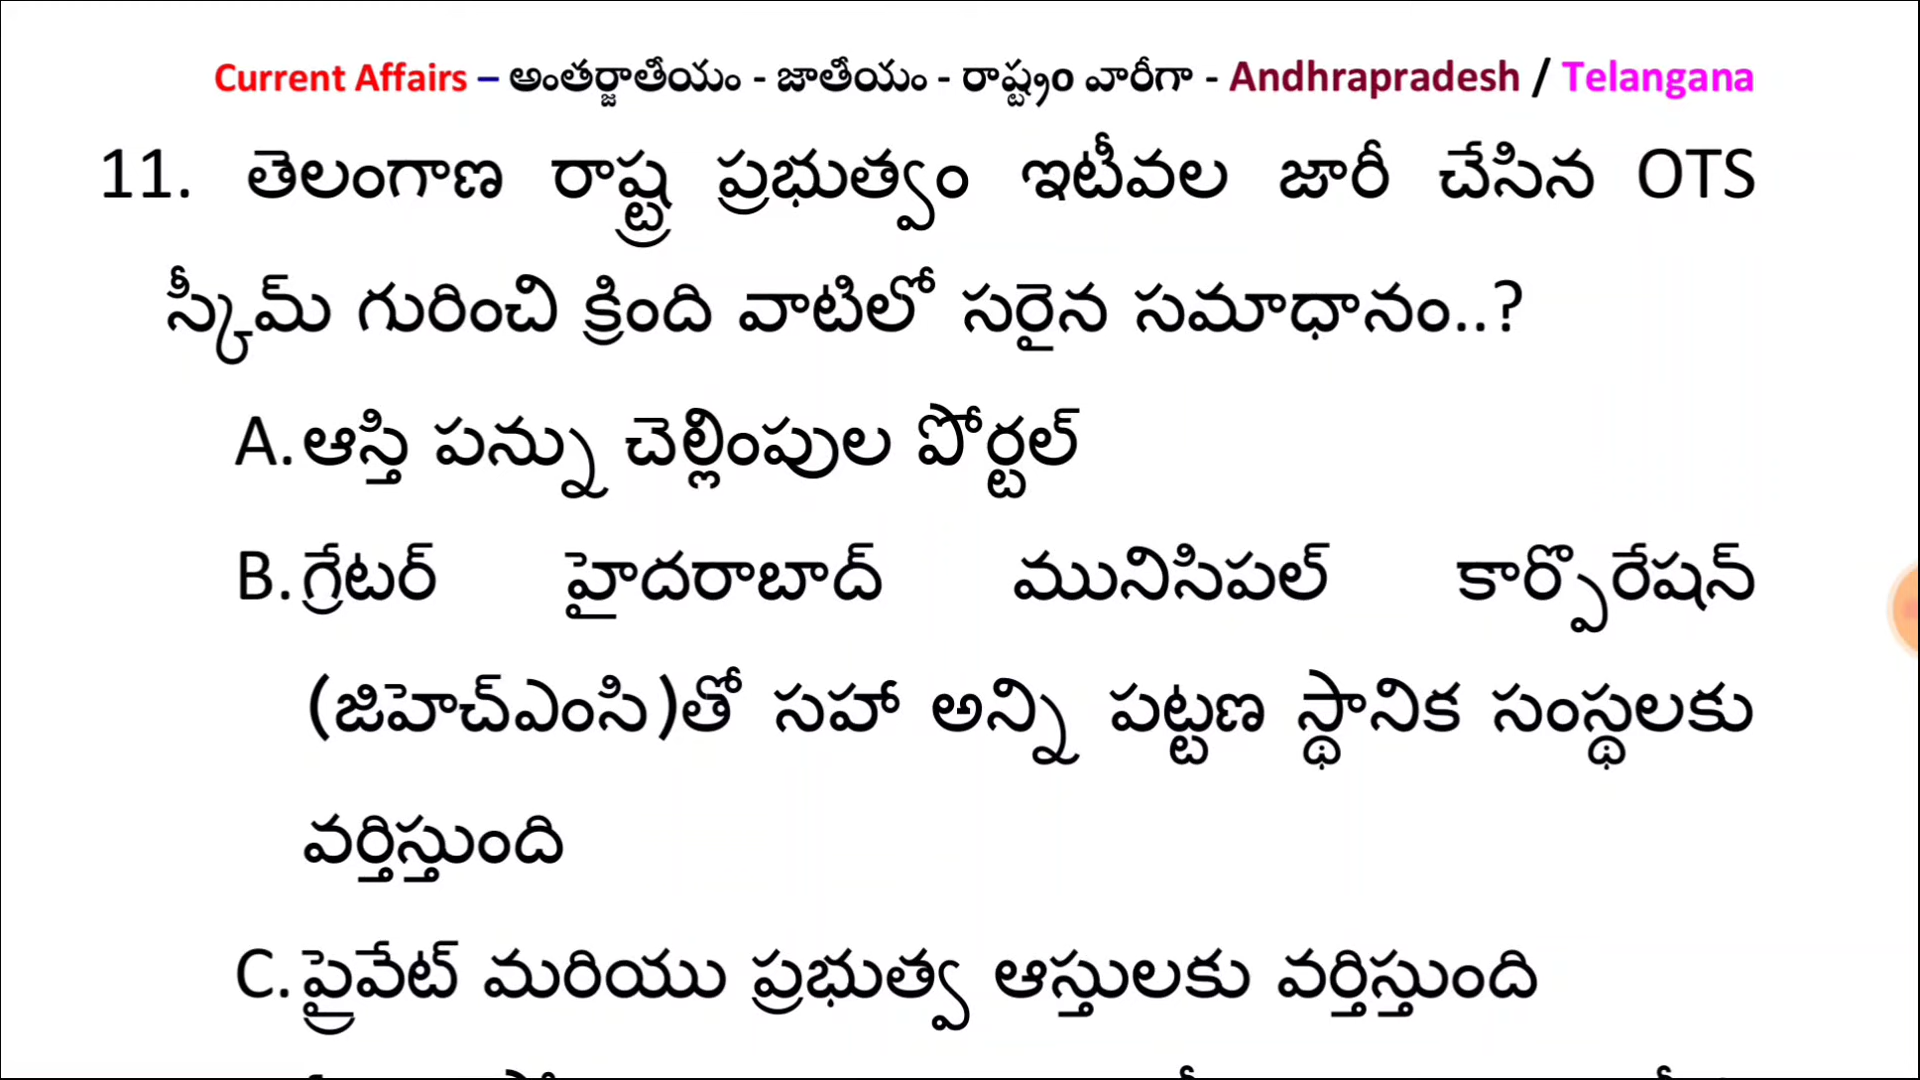 Current Affairs – అంతర్జాతీయం - జాతీయం - రాష్ట్రం వారీగా - Andhrapradesh / Telangana
11. తెలంగాణ రాష్ట్ర ప్రభుత్వం ఇటీవల జారీ చేసిన OTS
స్కీమ్ గురించి క్రింది వాటిలో సరైన సమాధానం..?
A. ఆస్తి పన్ను చెల్లింపుల పోర్టల్
B. గ్రేటర్ హైదరాబాద్ మునిసిపల్ కార్పొరేషన్
(జిహెచ్ఎంసి)తో సహా అన్ని పట్టణ స్థానిక సంస్థలకు
వర్తిస్తుంది
C. ప్రైవేట్ మరియు ప్రభుత్వ ఆస్తులకు వర్తిస్తుంది